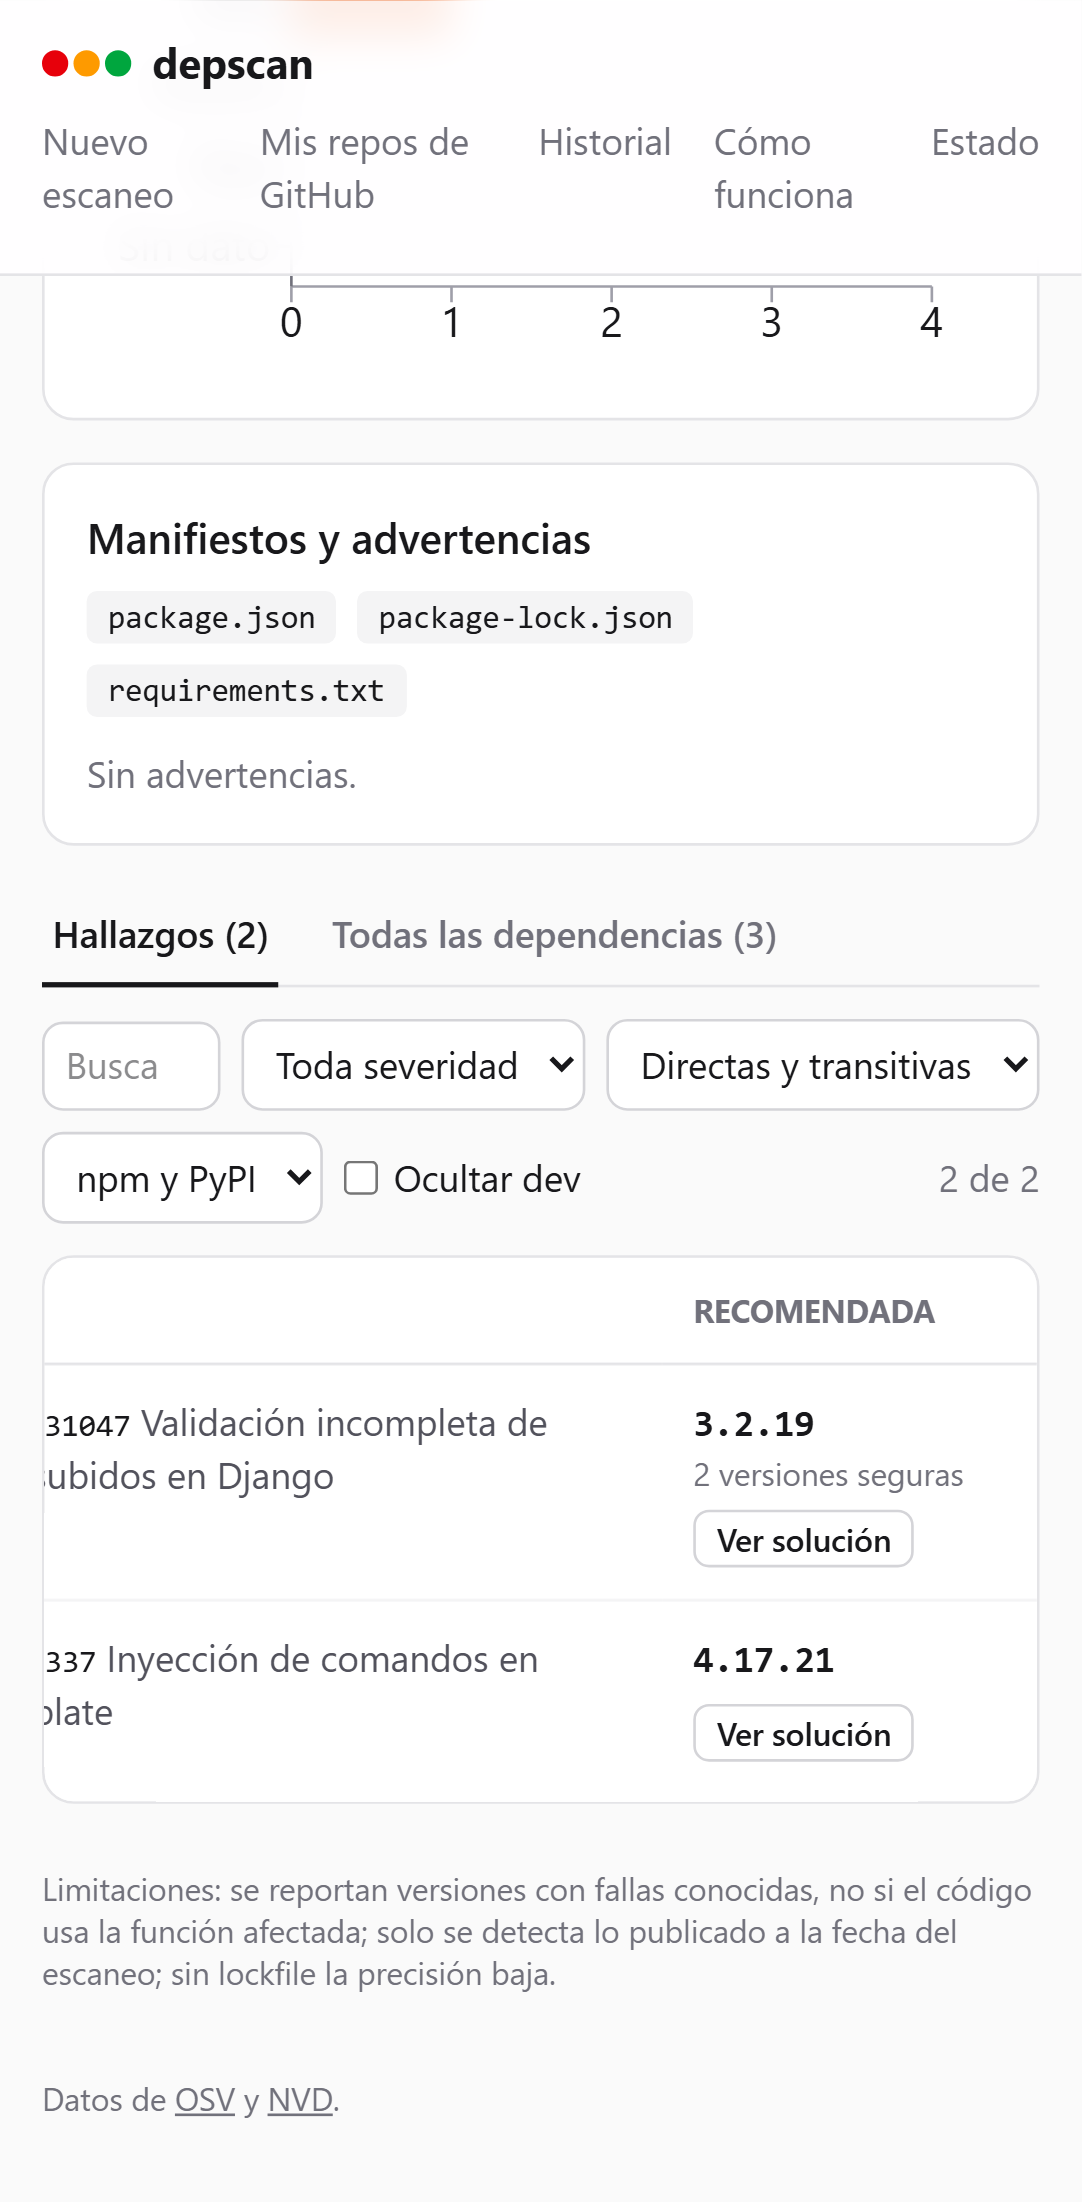 depscan
Nuevo escaneo
Mis repos de GitHub
Historial
Cómo funciona
Estado
Sin dato
0 1 2 3 4
Manifiestos y advertencias
package.json package-lock.json
requirements.txt
Sin advertencias.
Hallazgos (2) Todas las dependencias (3)
Busca Toda severidad Directas y transitivas
npm y PyPI Ocultar dev 2 de 2
RECOMENDADA
31047 Validación incompleta de
subidos en Django
3.2.19
2 versiones seguras
Ver solución
337 Inyección de comandos en
plate
4.17.21
Ver solución
Limitaciones: se reportan versiones con fallas conocidas, no si el código
usa la función afectada; solo se detecta lo publicado a la fecha del
escaneo; sin lockfile la precisión baja.
Datos de OSV y NVD.